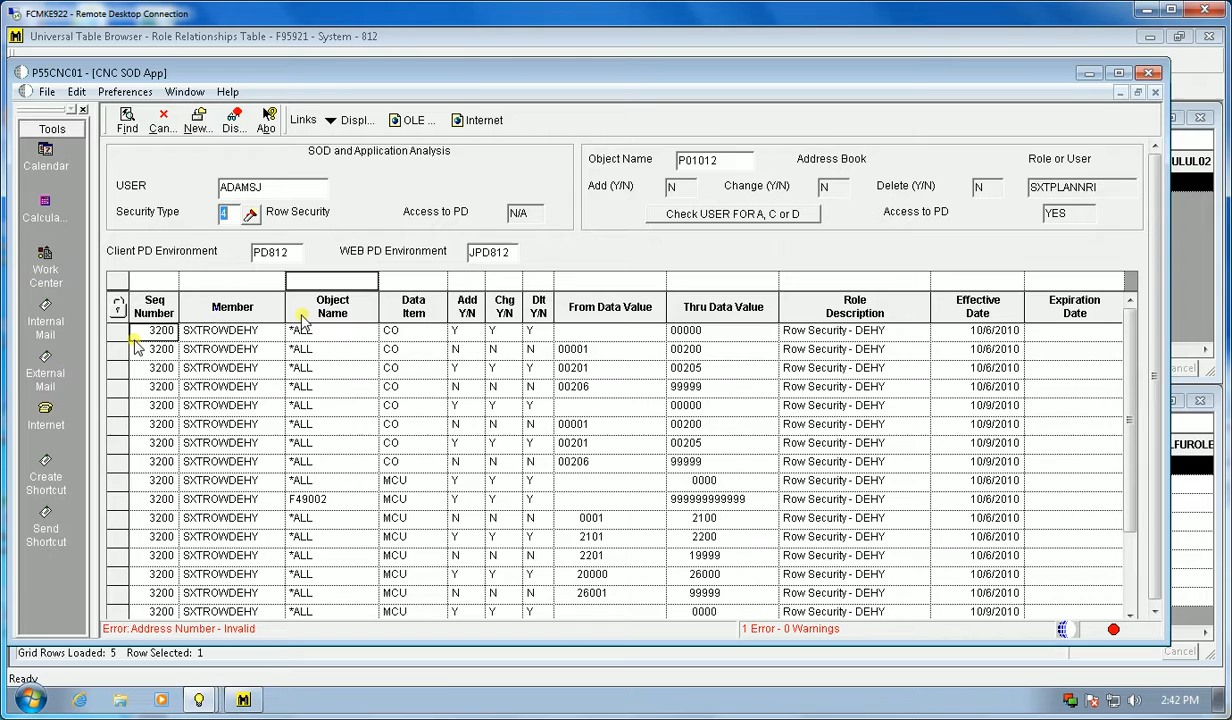 FCMKE922 - Remote Desktop Connection
Universal Table Browser - Role Relationships Table - F95921 - System - 812
P55CNC01 - [CNC SOD App]
File Edit Preferences Window Help
Tools
Calendar
Calcula...
Work Center
Internal Mail
External Mail
Internet
Create Shortcut
Send Shortcut
Find Can... New... Dis... Abo Links Displ... OLE ... Internet
SOD and Application Analysis
USER ADAMSJ
Security Type 4 Row Security Access to PD N/A
Object Name P01012 Address Book Role or User
Add (Y/N) N Change (Y/N) N Delete (Y/N) N SXTPLANNRI
Check USER FOR A, C or D Access to PD YES
Client PD Environment PD812 WEB PD Environment JPD812
Seq Number Member Object Name Data Item Add Y/N Chg Y/N Dlt Y/N From Data Value Thru Data Value Role Description Effective Date Expiration Date
3200 SXTROWDEHY *ALL CO Y Y Y 00000 Row Security - DEHY 10/6/2010
3200 SXTROWDEHY *ALL CO N N N 00001 00200 Row Security - DEHY 10/6/2010
3200 SXTROWDEHY *ALL CO Y Y Y 00201 00205 Row Security - DEHY 10/6/2010
3200 SXTROWDEHY *ALL CO N N N 00206 99999 Row Security - DEHY 10/6/2010
3200 SXTROWDEHY *ALL CO Y Y Y 00000 Row Security - DEHY 10/9/2010
3200 SXTROWDEHY *ALL CO N N N 00001 00200 Row Security - DEHY 10/9/2010
3200 SXTROWDEHY *ALL CO Y Y Y 00201 00205 Row Security - DEHY 10/9/2010
3200 SXTROWDEHY *ALL CO N N N 00206 99999 Row Security - DEHY 10/9/2010
3200 SXTROWDEHY *ALL MCU Y Y Y 0000 Row Security - DEHY 10/6/2010
3200 SXTROWDEHY F49002 MCU Y Y Y 999999999999 Row Security - DEHY 10/6/2010
3200 SXTROWDEHY *ALL MCU N N N 0001 2100 Row Security - DEHY 10/6/2010
3200 SXTROWDEHY *ALL MCU Y Y Y 2101 2200 Row Security - DEHY 10/6/2010
3200 SXTROWDEHY *ALL MCU N N N 2201 19999 Row Security - DEHY 10/6/2010
3200 SXTROWDEHY *ALL MCU Y Y Y 20000 26000 Row Security - DEHY 10/6/2010
3200 SXTROWDEHY *ALL MCU N N N 26001 99999 Row Security - DEHY 10/6/2010
3200 SXTROWDEHY *ALL MCU Y Y Y 0000 Row Security - DEHY 10/9/2010
Error: Address Number - Invalid 1 Error - 0 Warnings
ULUL02
ancel
LFUROLE
Cancel
Grid Rows Loaded: 5 Row Selected: 1
Ready
2:42 PM